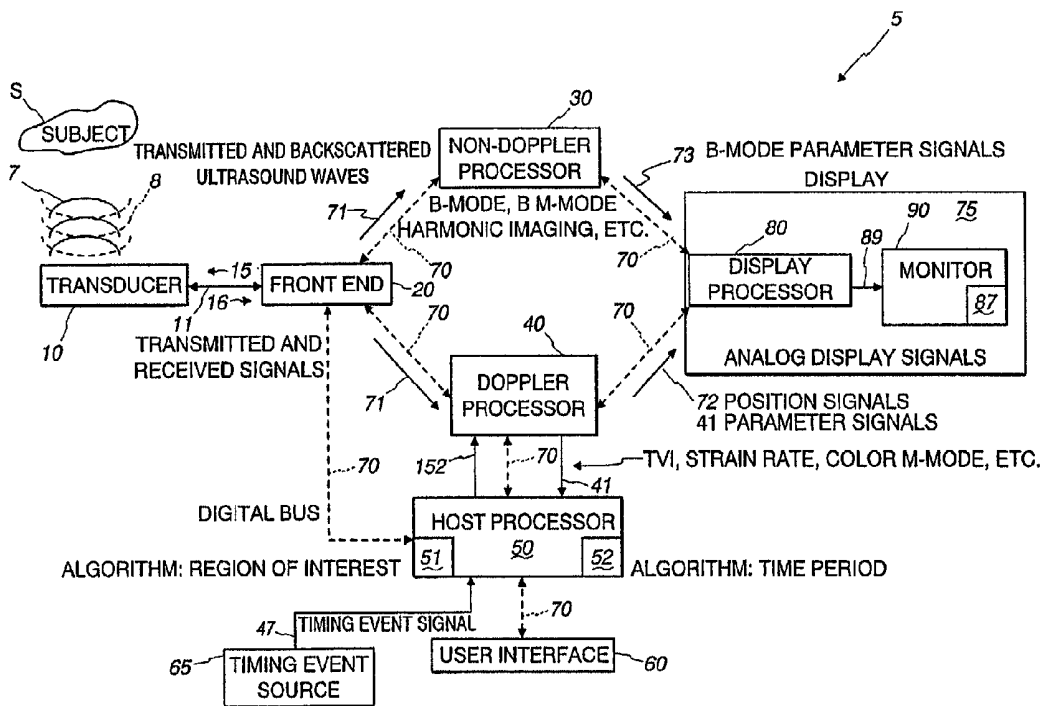 5
S
SUBJECT
7
8
TRANSMITTED AND BACKSCATTERED
ULTRASOUND WAVES
30
NON-DOPPLER
PROCESSOR
73
B-MODE PARAMETER SIGNALS
DISPLAY
71
B-MODE, B M-MODE
HARMONIC IMAGING, ETC.
70
70
80
90
75
DISPLAY
PROCESSOR
89
MONITOR
87
ANALOG DISPLAY SIGNALS
TRANSDUCER
15
11
16
FRONT END
20
10
TRANSMITTED AND
RECEIVED SIGNALS
70
71
40
DOPPLER
PROCESSOR
70
72 POSITION SIGNALS
41 PARAMETER SIGNALS
70
152
70
41
TVI, STRAIN RATE, COLOR M-MODE, ETC.
DIGITAL BUS
HOST PROCESSOR
51
50
52
ALGORITHM: REGION OF INTEREST
ALGORITHM: TIME PERIOD
47
TIMING EVENT SIGNAL
70
65
TIMING EVENT
SOURCE
USER INTERFACE
60